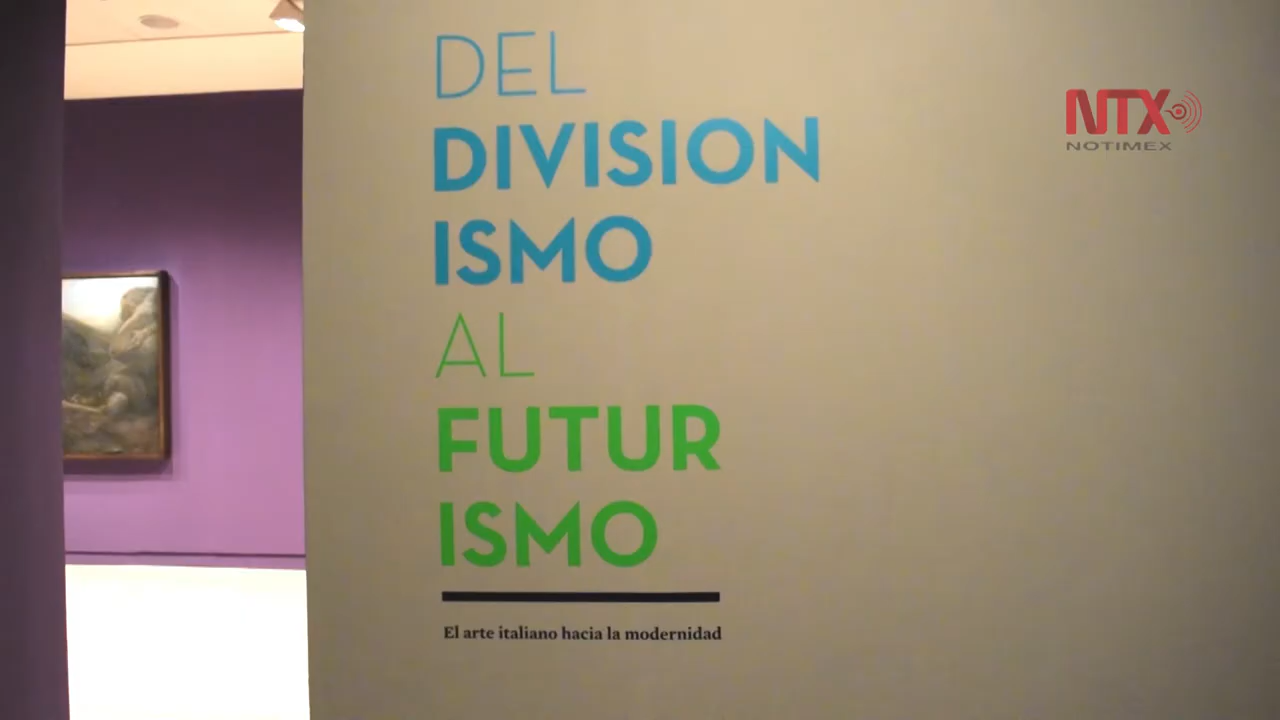 DEL
DIVISION
ISMO
AL
FUTUR
ISMO
El arte italiano hacia la modernidad
NTX
NOTIMEX